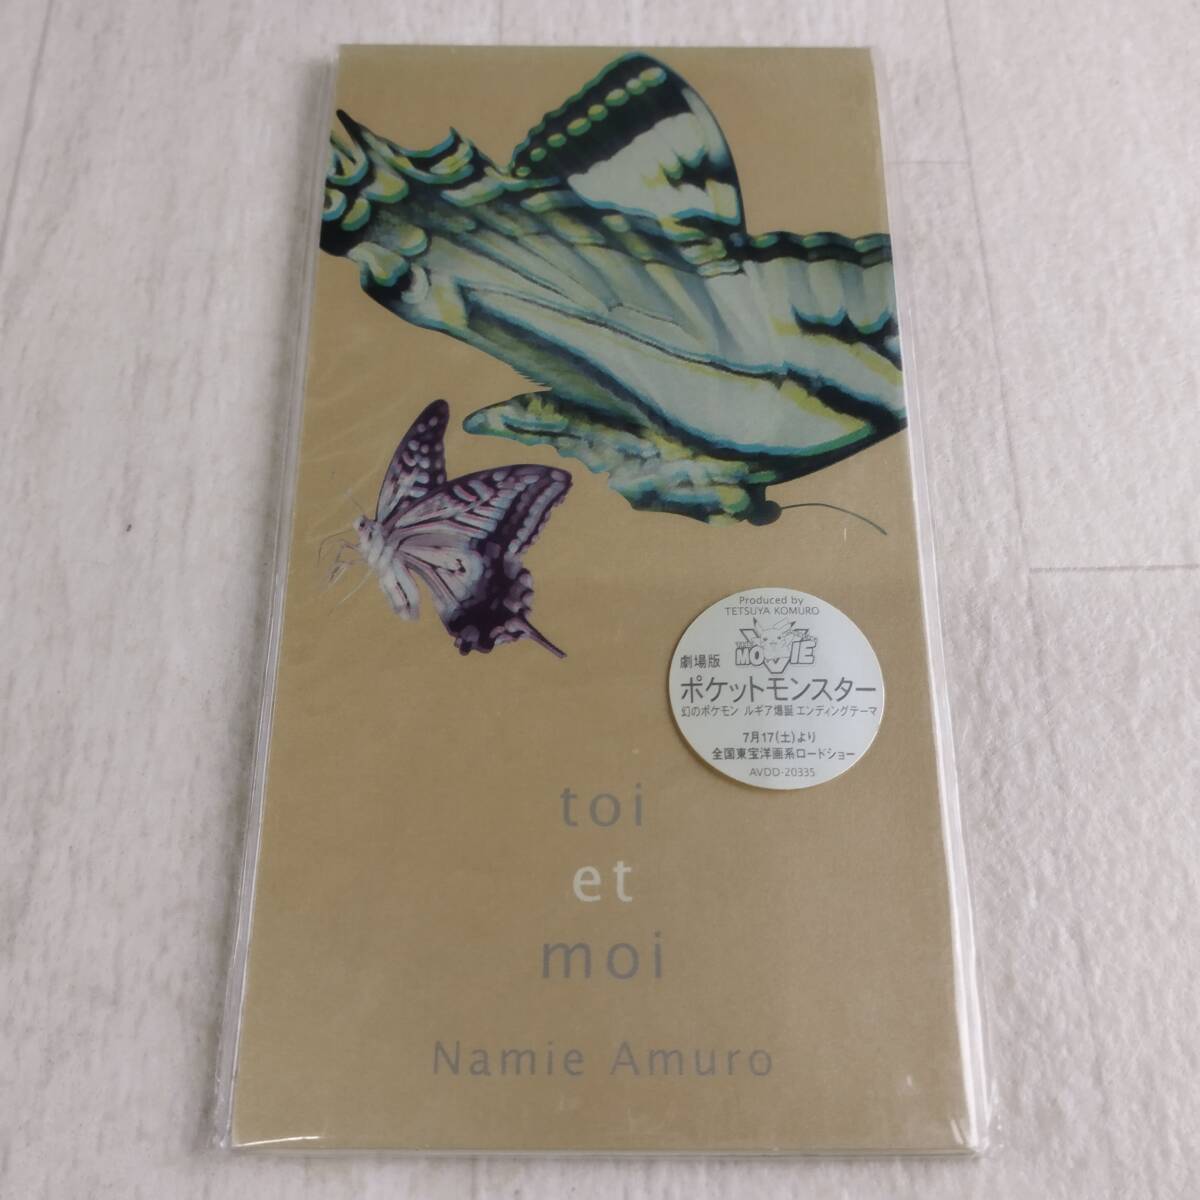 Produced by
TETSUYA KOMURO
MOVIE
劇場版
ポケットモンスター
幻のポケモン ルギア爆誕 エンディングテーマ
7月17(土)より
全国東宝洋画系ロードショー
AVDD-20335
toi
et
moi
Namie Amuro